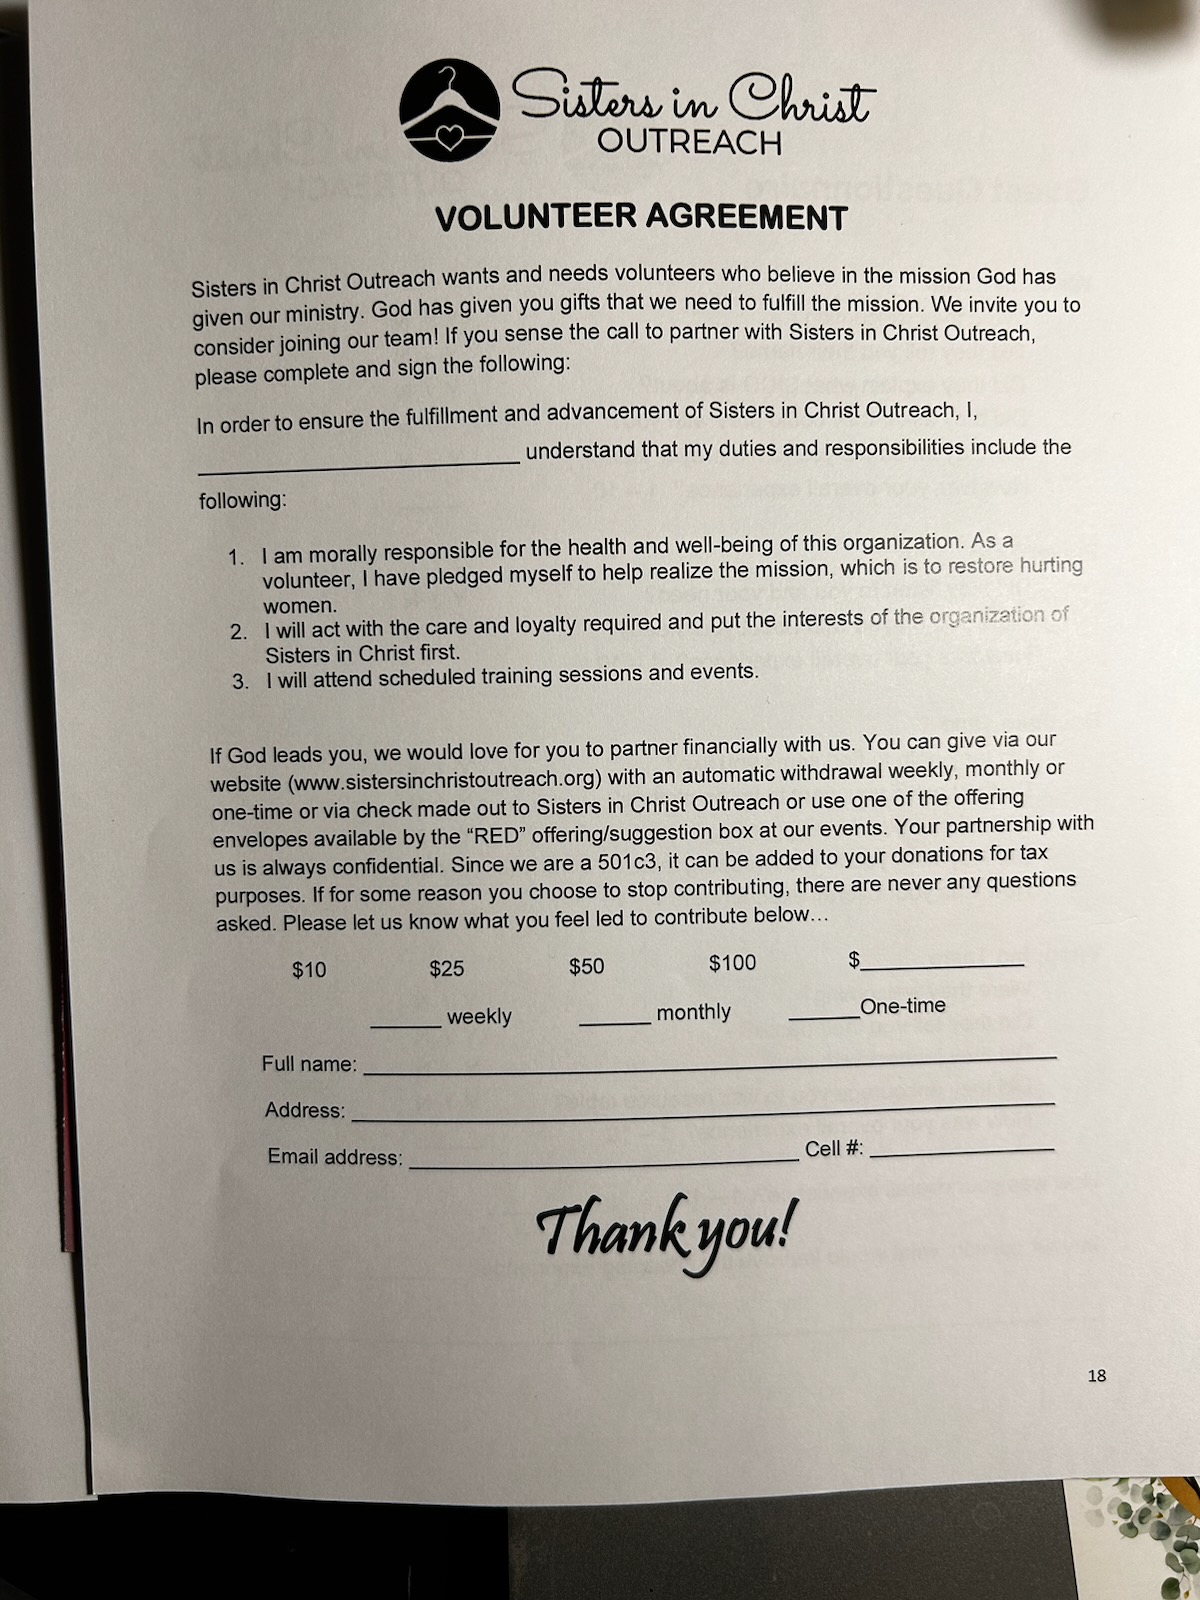 Sisters in Christ
OUTREACH
VOLUNTEER AGREEMENT
Sisters in Christ Outreach wants and needs volunteers who believe in the mission God has
given our ministry. God has given you gifts that we need to fulfill the mission. We invite you to
consider joining our team! If you sense the call to partner with Sisters in Christ Outreach,
please complete and sign the following:
In order to ensure the fulfillment and advancement of Sisters in Christ Outreach, I,
____________________________ understand that my duties and responsibilities include the
following:
1. I am morally responsible for the health and well-being of this organization. As a
volunteer, I have pledged myself to help realize the mission, which is to restore hurting
women.
2. I will act with the care and loyalty required and put the interests of the organization of
Sisters in Christ first.
3. I will attend scheduled training sessions and events.
If God leads you, we would love for you to partner financially with us. You can give via our
website (www.sistersinchristoutreach.org) with an automatic withdrawal weekly, monthly or
one-time or via check made out to Sisters in Christ Outreach or use one of the offering
envelopes available by the “RED” offering/suggestion box at our events. Your partnership with
us is always confidential. Since we are a 501c3, it can be added to your donations for tax
purposes. If for some reason you choose to stop contributing, there are never any questions
asked. Please let us know what you feel led to contribute below…
$10 $25 $50 $100 $______________
______ weekly ______ monthly ______One-time
Full name: ____________________________
Address: ____________________________
Email address: ____________________________ Cell #: ______________
Thank you!
18